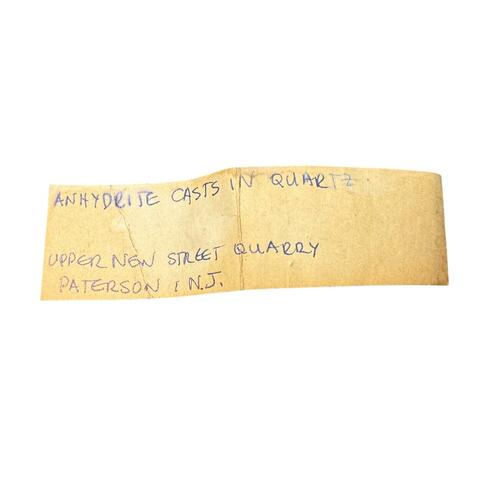 ANHYDRITE CASTS IN QUARTZ
UPPER NEW STREET QUARRY
PATERSON, N.J.